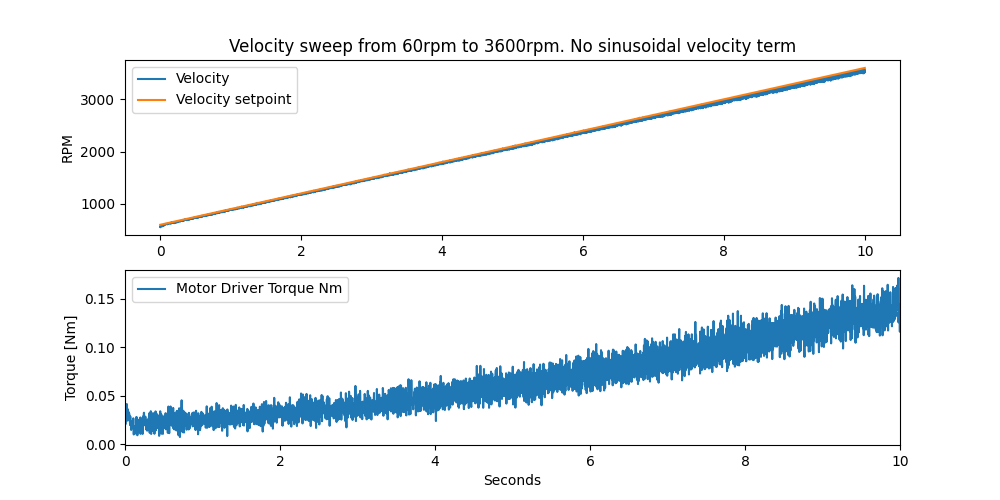 Velocity sweep from 60rpm to 3600rpm. No sinusoidal velocity term
Velocity
Velocity setpoint
RPM
3000
2000
1000
0 2 4 6 8 10
Motor Driver Torque Nm
Torque [Nm]
0.15
0.10
0.05
0.00
0 2 4 6 8 10
Seconds